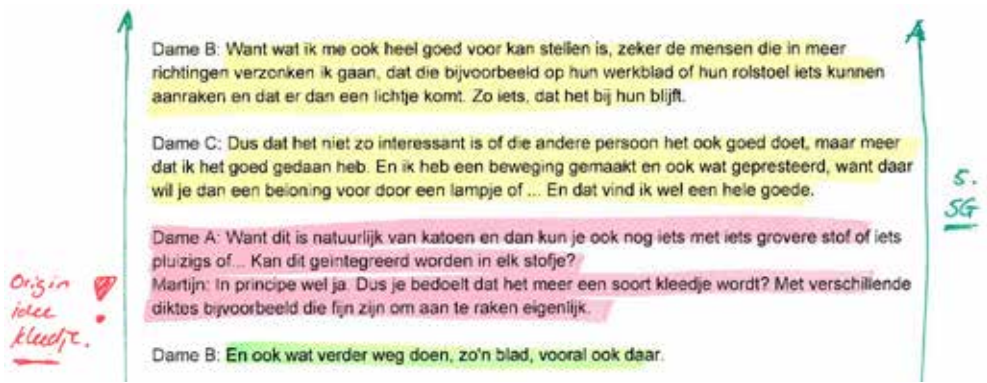 Dame B: Want wat ik me ook heel goed voor kan stellen is, zeker de mensen die in meer
richtingen verzonken ik gaan, dat die bijvoorbeeld op hun werkblad of hun rolstoel iets kunnen
aanraken en dat er dan een lichtje komt. Zo iets, dat het bij hun blijft.
Dame C: Dus dat het niet zo interessant is of die andere persoon het ook goed doet, maar meer
dat ik het goed gedaan heb. En ik heb een beweging gemaakt en ook wat gepresteerd, want daar
wil je dan een beloning voor door een lampje of ... En dat vind ik wel een hele goede.
5.
SG
Dame A: Want dit is natuurlijk van katoen en dan kun je ook nog iets met iets grovere stof of iets
pluizigs of... Kan dit geintegreerd worden in elk stofje?
Martijn: In principe wel ja. Dus je bedoelt dat het meer een soort kleedje wordt? Met verschillende
diktes bijvoorbeeld die fijn zijn om aan te raken eigenlijk.
Origin
idee
kleedje.
Dame B: En ook wat verder weg doen, zo'n blad, vooral ook daar.